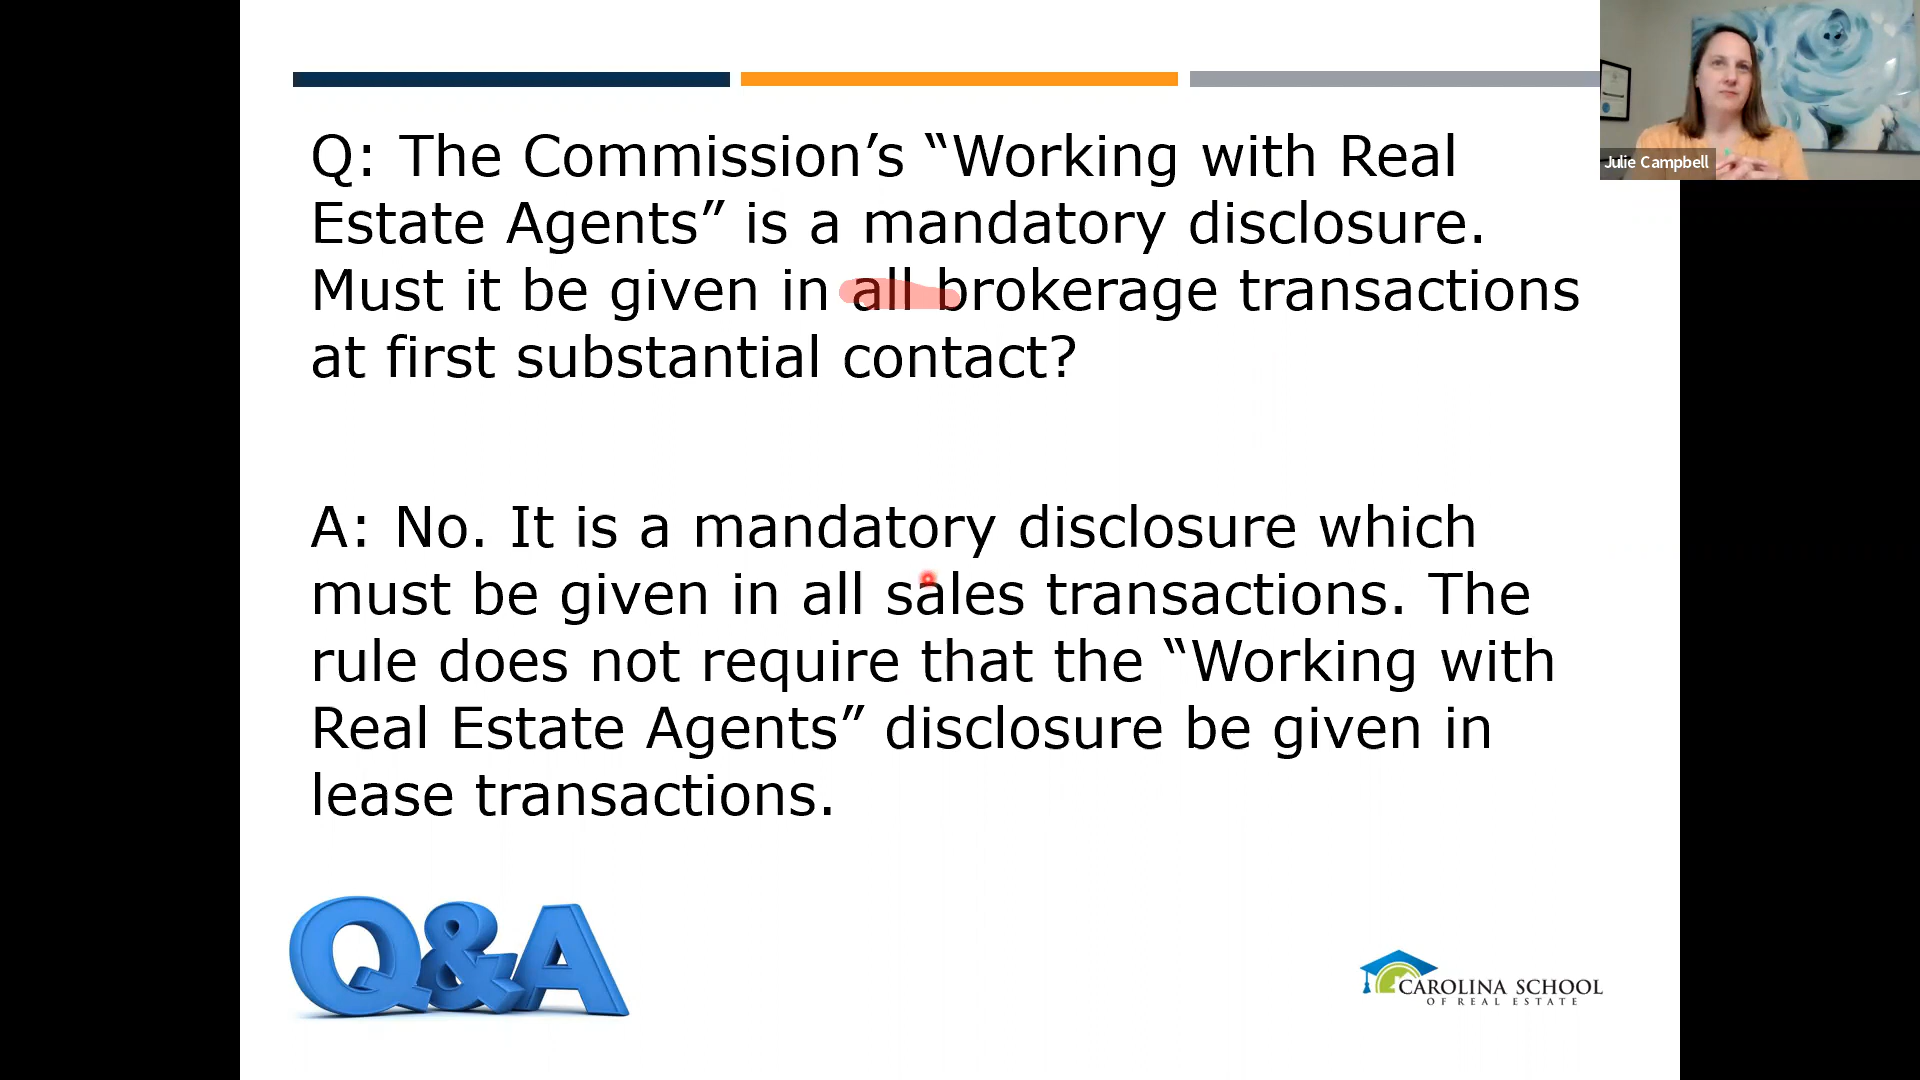 Q: The Commission’s “Working with Real
Estate Agents” is a mandatory disclosure.
Must it be given in all brokerage transactions
at first substantial contact?
A: No. It is a mandatory disclosure which
must be given in all sales transactions. The
rule does not require that the “Working with
Real Estate Agents” disclosure be given in
lease transactions.
Q&A
CAROLINA SCHOOL
OF REAL ESTATE
Julie Campbell